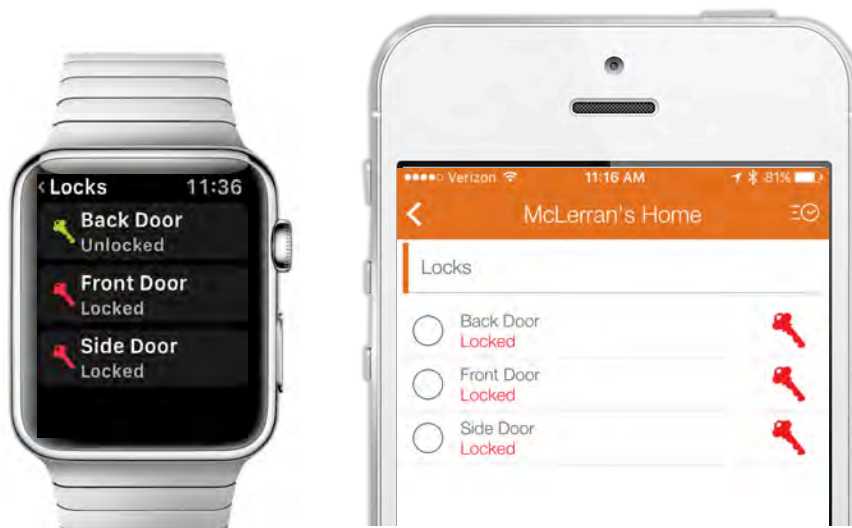 Locks 11:36
Back Door
Unlocked
Front Door
Locked
Side Door
Locked
Verizon 11:16 AM 81%
McLerran's Home
Locks
Back Door
Locked
Front Door
Locked
Side Door
Locked